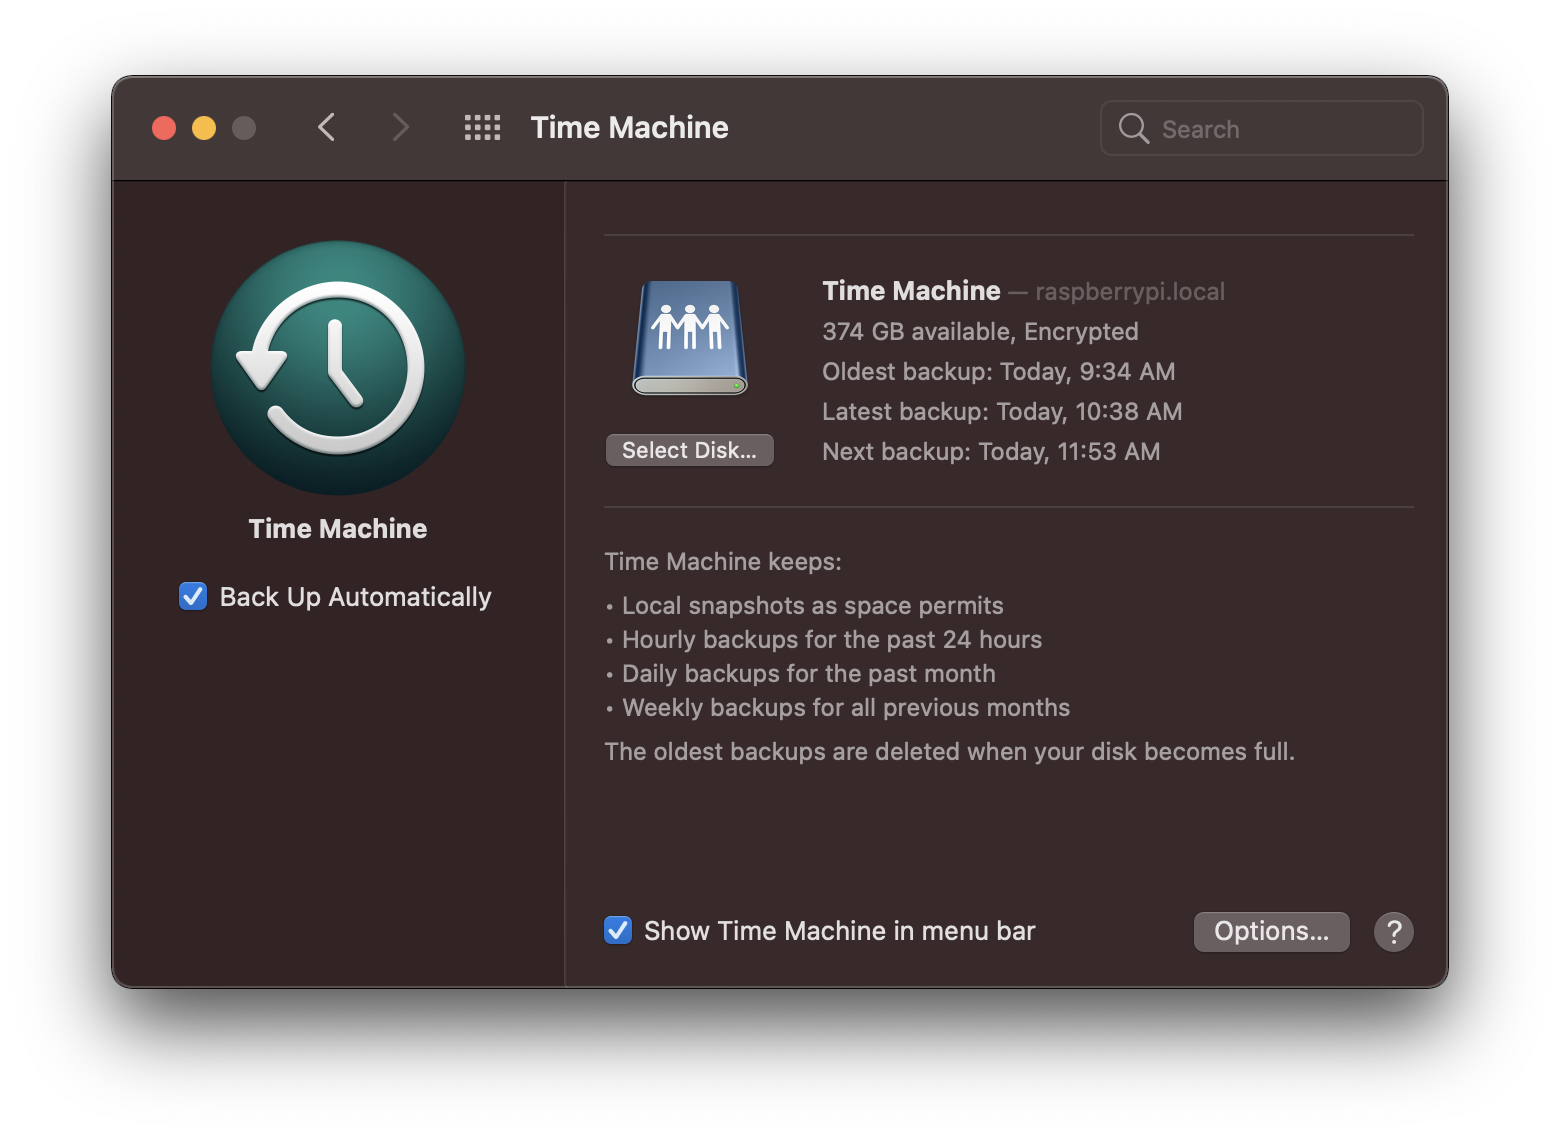 Time Machine
Search
Time Machine
Back Up Automatically
Time Machine — raspberrypi.local
374 GB available, Encrypted
Oldest backup: Today, 9:34 AM
Latest backup: Today, 10:38 AM
Next backup: Today, 11:53 AM
Select Disk...
Time Machine keeps:
• Local snapshots as space permits
• Hourly backups for the past 24 hours
• Daily backups for the past month
• Weekly backups for all previous months
The oldest backups are deleted when your disk becomes full.
Show Time Machine in menu bar
Options...
?